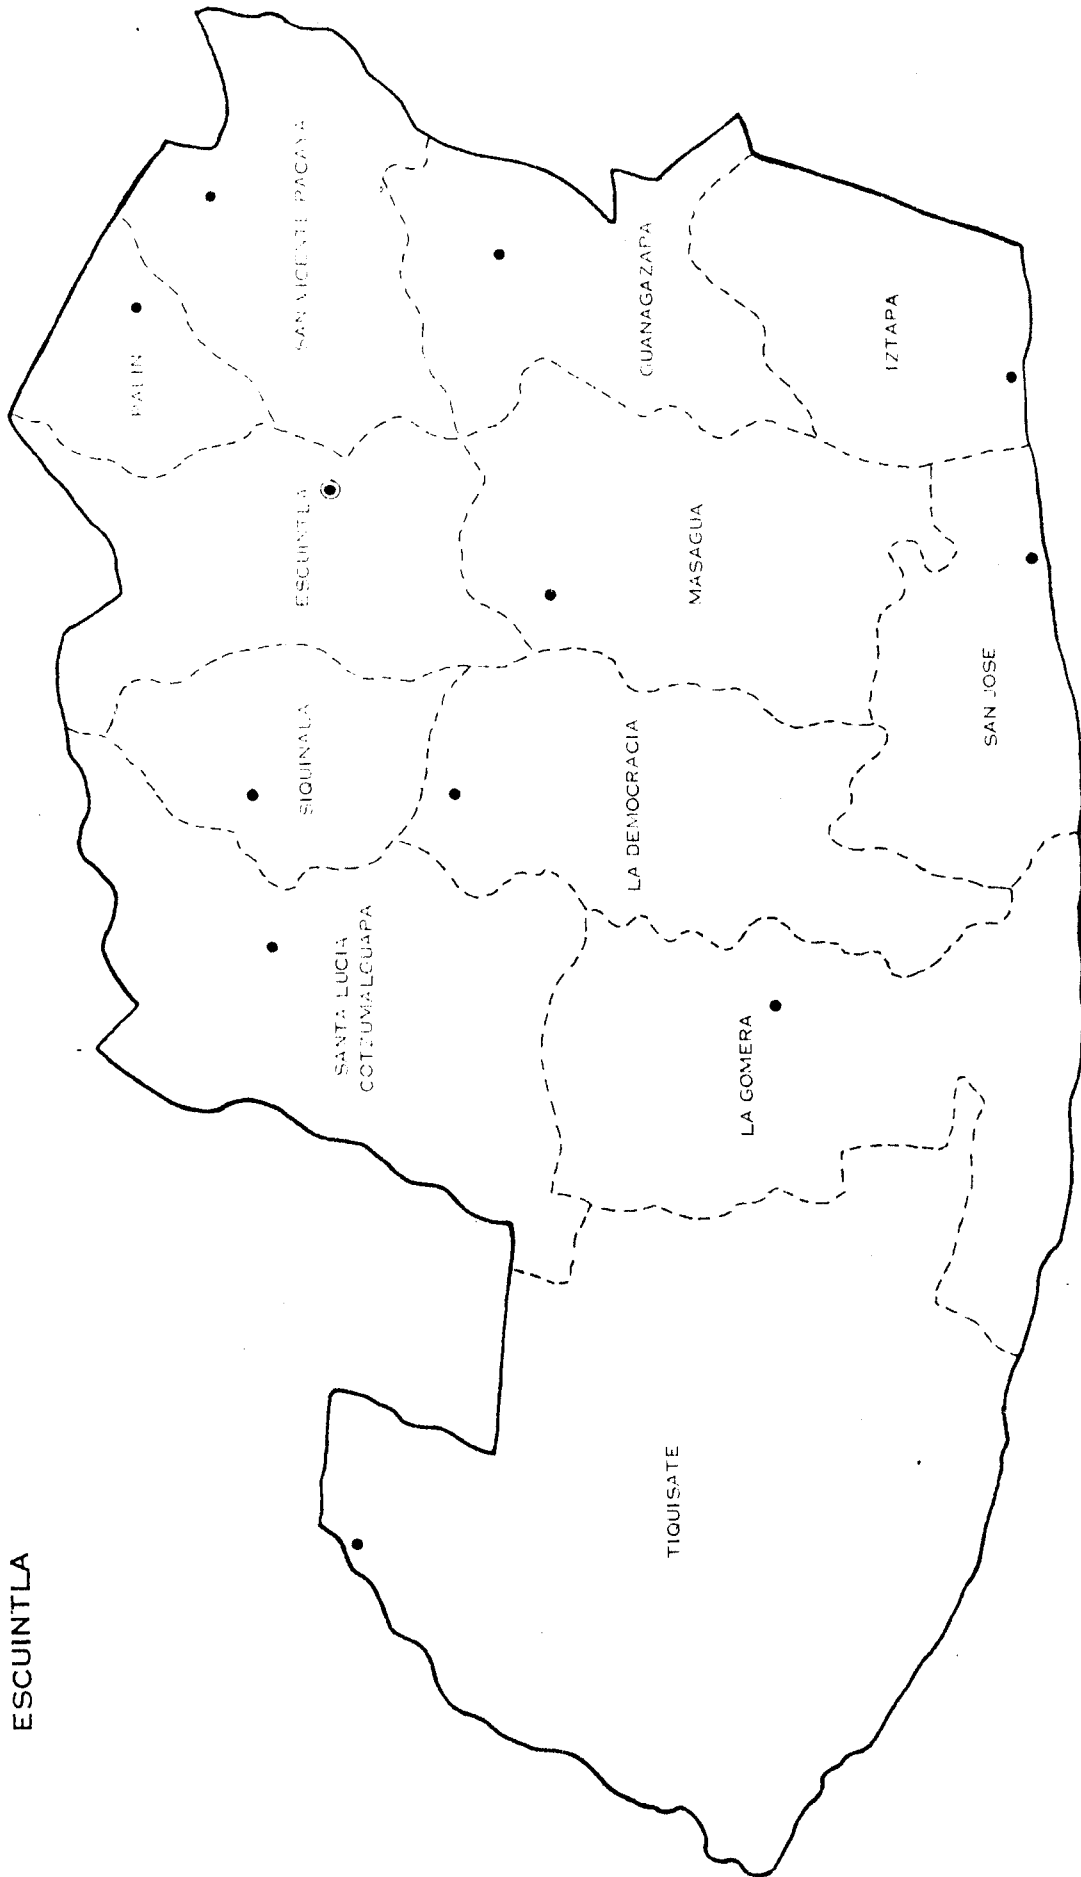 ESCUINTLA
PALIN
SAN VICENTE PACAYA
ESCUINTLA
SIQUINALA
SANTA LUCIA
COTZUMALGUAPA
GUANAGAZAPA
MASAGUA
LA DEMOCRACIA
IZTAPA
SAN JOSE
LA GOMERA
TIQUISATE